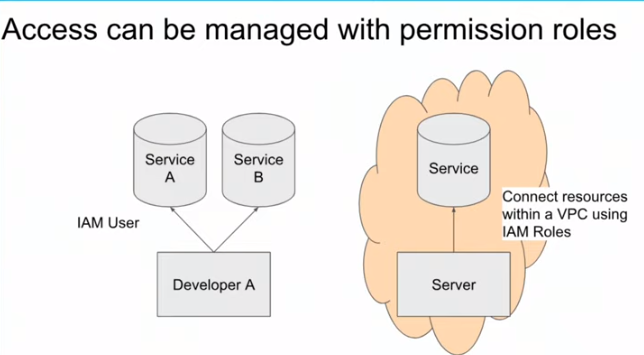 Access can be managed with permission roles
Service
A
Service
B
IAM User
Developer A
Service
Connect resources
within a VPC using
IAM Roles
Server